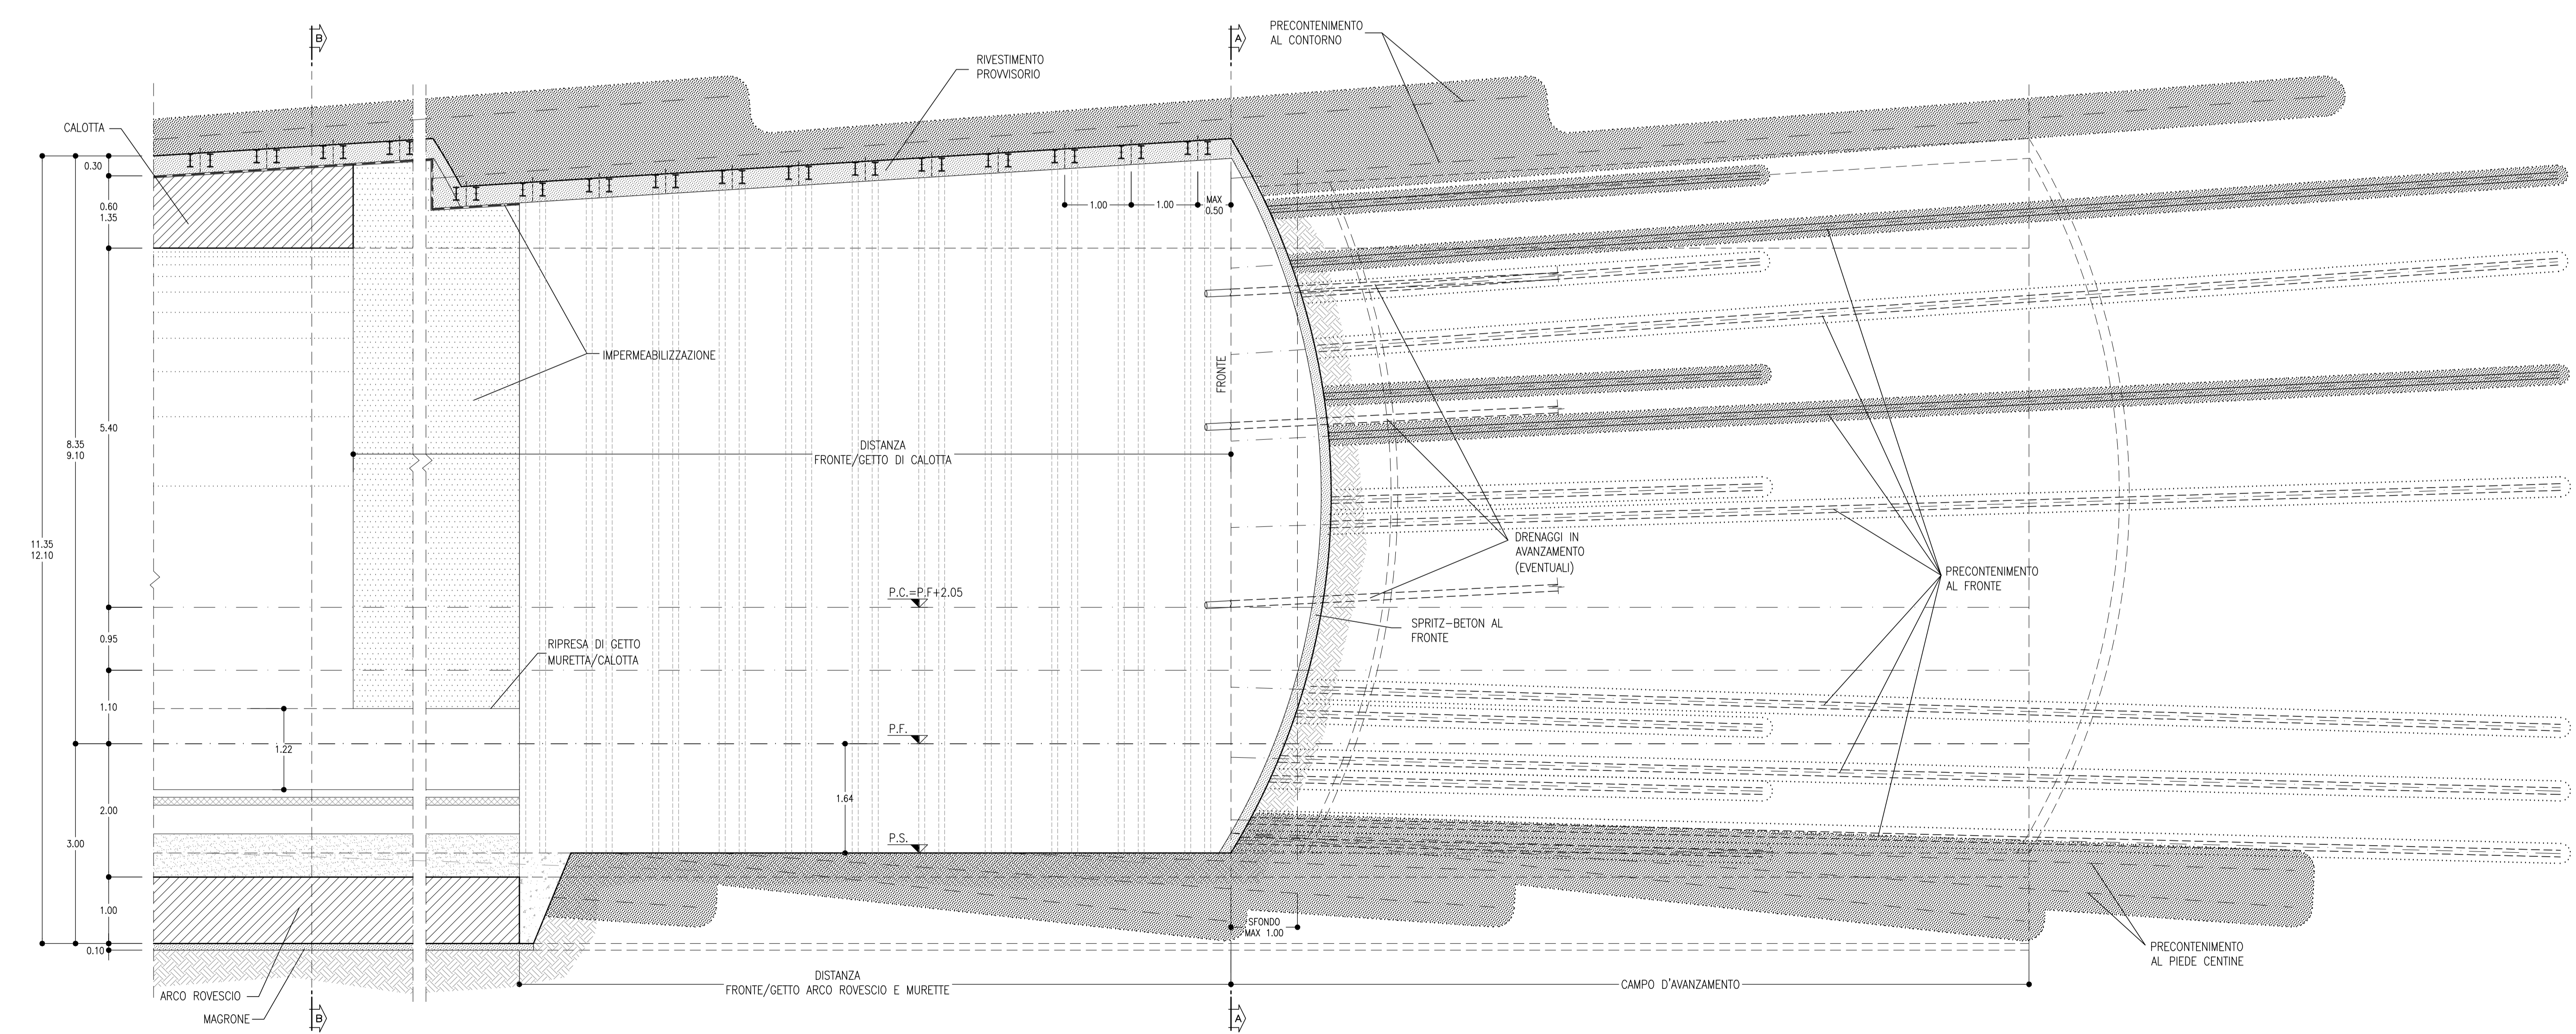 B
A
PRECONTENIMENTO
AL CONTORNO
RIVESTIMENTO
PROVVISORIO
CALOTTA
0.30
0.60
1.35
1.00
1.00
MAX
0.50
IMPERMEABILIZZAZIONE
FRONTE
5.40
8.35
9.10
DISTANZA
FRONTE/GETTO DI CALOTTA
11.35
12.10
DRENAGGI IN
AVANZAMENTO
(EVENTUALI)
PRECONTENIMENTO
AL FRONTE
P.C.=P.F+2.05
SPRITZ-BETON AL
FRONTE
0.95
RIPRESA DI GETTO
MURETTA/CALOTTA
1.10
P.F.
1.22
1.64
2.00
P.S.
3.00
1.00
SFONDO
MAX 1.00
0.10
PRECONTENIMENTO
AL PIEDE CENTINE
DISTANZA
FRONTE/GETTO ARCO ROVESCIO E MURETTE
CAMPO D'AVANZAMENTO
ARCO ROVESCIO
MAGRONE
B
A